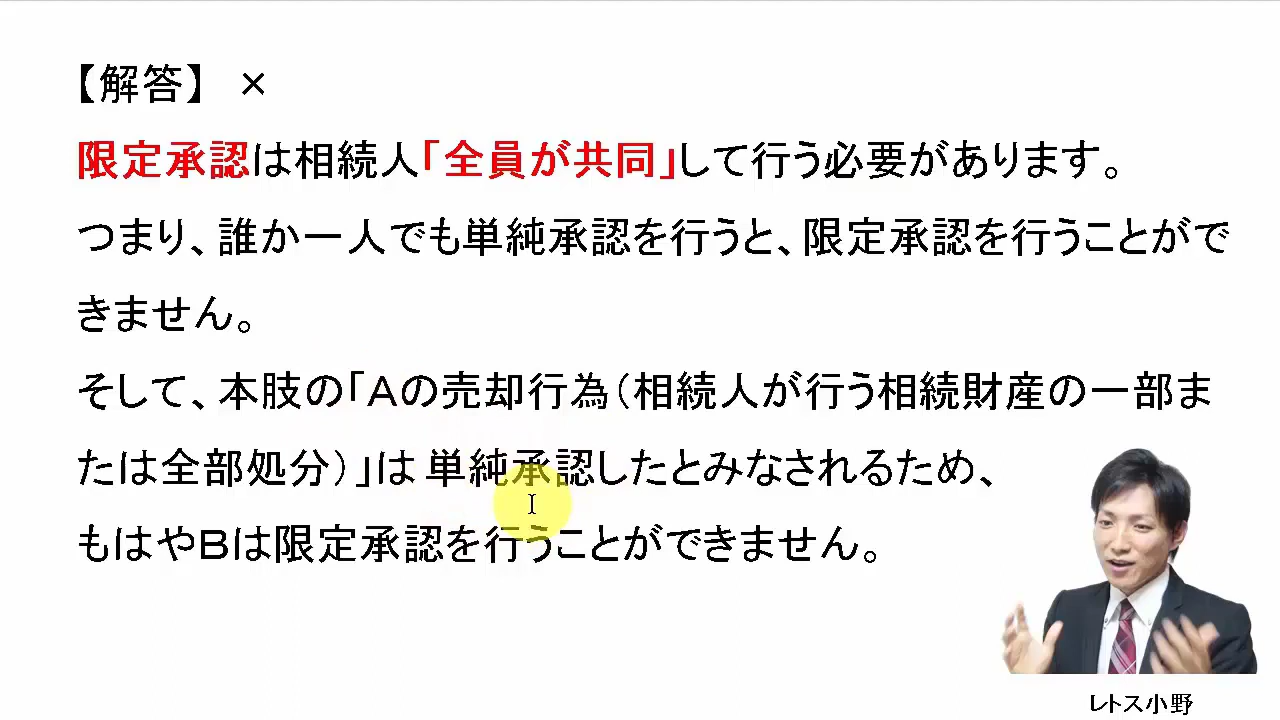 【解答】 ×
限定承認は相続人「全員が共同」して行う必要があります。
つまり、誰か一人でも単純承認を行うと、限定承認を行うことがで
きません。
そして、本肢の「Ａの売却行為（相続人が行う相続財産の一部ま
たは全部処分）」は単純承認したとみなされるため、
もはやＢは限定承認を行うことができません。
レトス小野